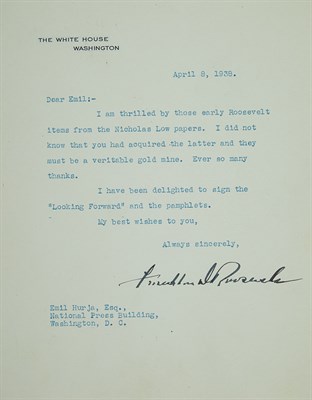 THE WHITE HOUSE
WASHINGTON
April 8, 1938.
Dear Emil:-
I am thrilled by those early Roosevelt
items from the Nicholas Low papers. I did not
know that you had acquired the latter and they
must be a veritable gold mine. Ever so many
thanks.
I have been delighted to sign the
"Looking Forward" and the pamphlets.
My best wishes to you,
Always sincerely,
Franklin D Roosevelt
Emil Hurja, Esq.,
National Press Building,
Washington, D. C.